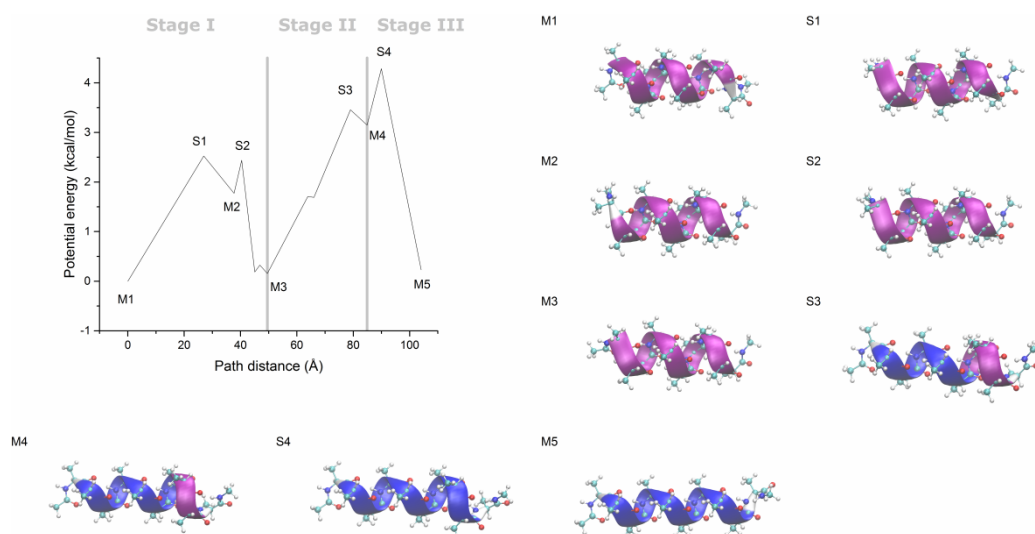 Stage I Stage II Stage III
S4
S3
S1 S2
M4
M2
M3
M1 M5
4
3
2
1
0
-1
Potential energy (kcal/mol)
0 20 40 60 80 100
Path distance (Å)
M1 S1
M2 S2
M3 S3
M4 S4 M5